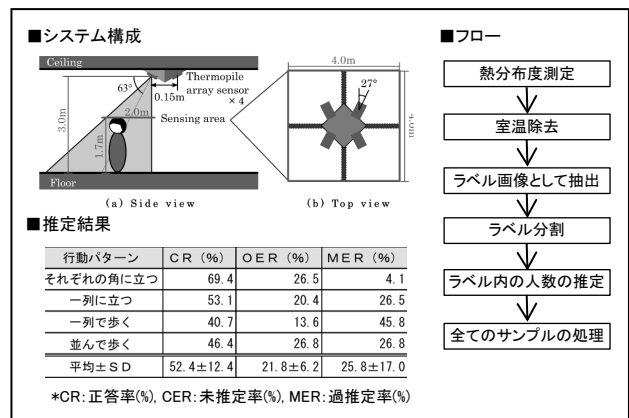 ■システム構成
Ceiling
63°
Thermopile
array sensor
× 4
0.15m
3.0m
2.0m
1.7m
Sensing area
Floor
(a) Side view
4.0m
27°
4.0m
(b) Top view
■推定結果
行動パターン CR (%) OER (%) MER (%)
それぞれの角に立つ 69.4 26.5 4.1
一列に立つ 53.1 20.4 26.5
一列で歩く 40.7 13.6 45.8
並んで歩く 46.4 26.8 26.8
平均±SD 52.4±12.4 21.8±6.2 25.8±17.0
*CR:正答率(%), CER:未推定率(%), MER:過推定率(%)
■フロー
熱分布度測定
室温除去
ラベル画像として抽出
ラベル分割
ラベル内の人数の推定
全てのサンプルの処理